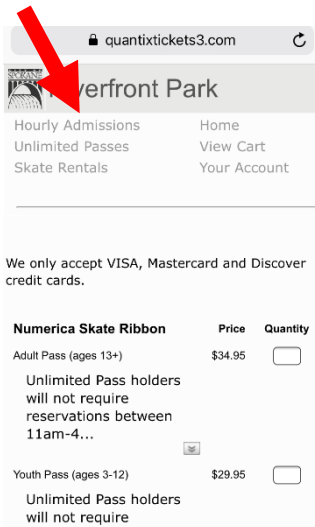 quantixtickets3.com
SPOKANE
verfront Park
Hourly Admissions
Home
Unlimited Passes
View Cart
Skate Rentals
Your Account
We only accept VISA, Mastercard and Discover
credit cards.
Numerica Skate Ribbon Price Quantity
Adult Pass (ages 13+) $34.95
Unlimited Pass holders
will not require
reservations between
11am-4...
Youth Pass (ages 3-12) $29.95
Unlimited Pass holders
will not require